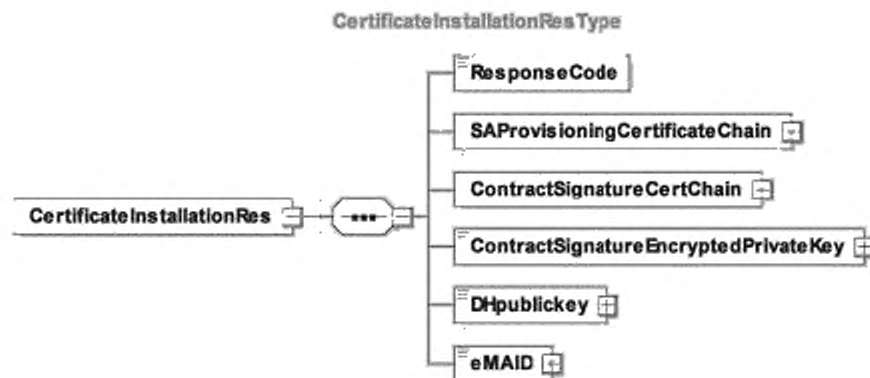 CertificateInstallationResType
ResponseCode
SAProvisioningCertificateChain
ContractSignatureCertChain
CertificateInstallationRes
ContractSignatureEncryptedPrivateKey
DHpublickey
eMAID